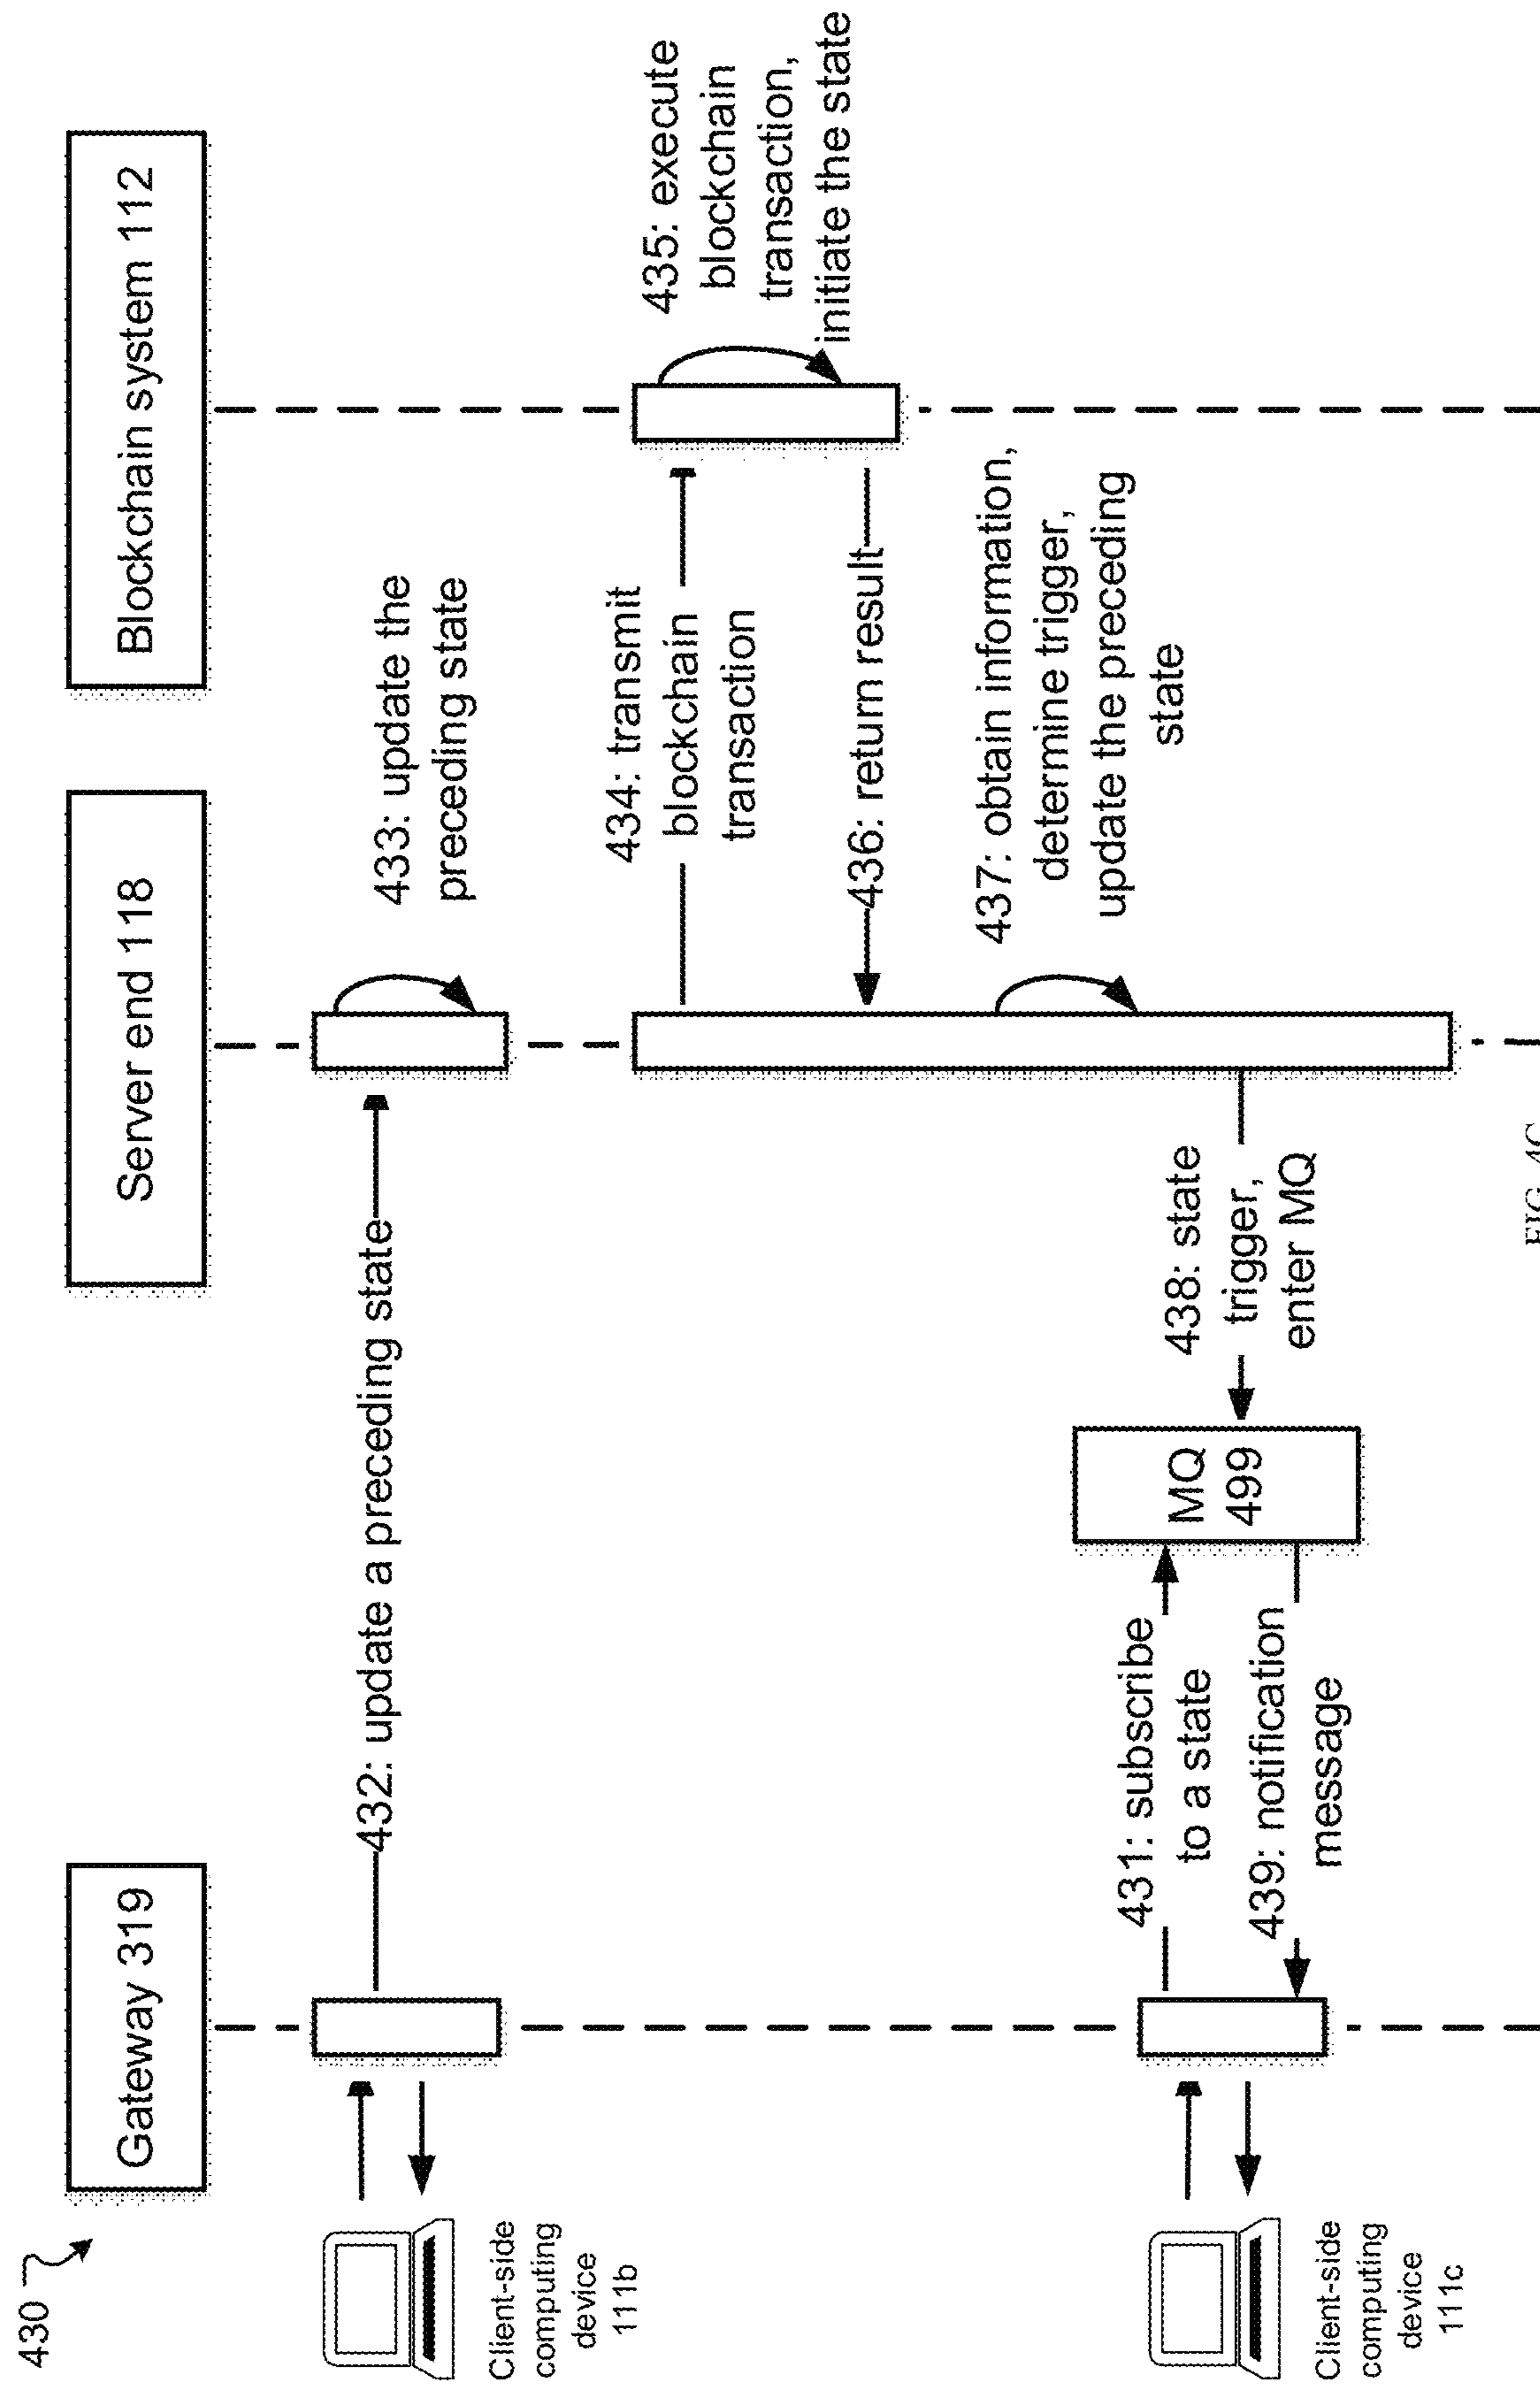 430
Gateway 319
Server end 118
Blockchain system 112
Client-side
computing
device
111b
432: update a preceding state
433: update the
preceding state
434: transmit
blockchain
transaction
435: execute
blockchain
transaction,
initiate the state
436: return result
437: obtain information,
determine trigger,
update the preceding
state
Client-side
computing
device
111c
431: subscribe
to a state
439: notification
message
MQ
499
438: state
trigger,
enter MQ
FIG. 4C